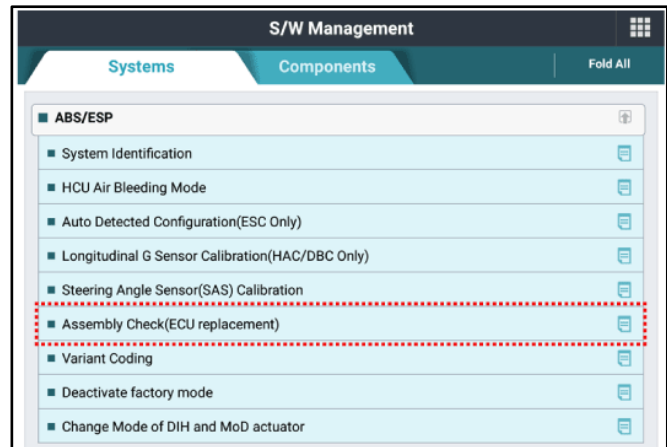 S/W Management
Systems
Components
Fold All
ABS/ESP
System Identification
HCU Air Bleeding Mode
Auto Detected Configuration(ESC Only)
Longitudinal G Sensor Calibration(HAC/DBC Only)
Steering Angle Sensor(SAS) Calibration
Assembly Check(ECU replacement)
Variant Coding
Deactivate factory mode
Change Mode of DIH and MoD actuator